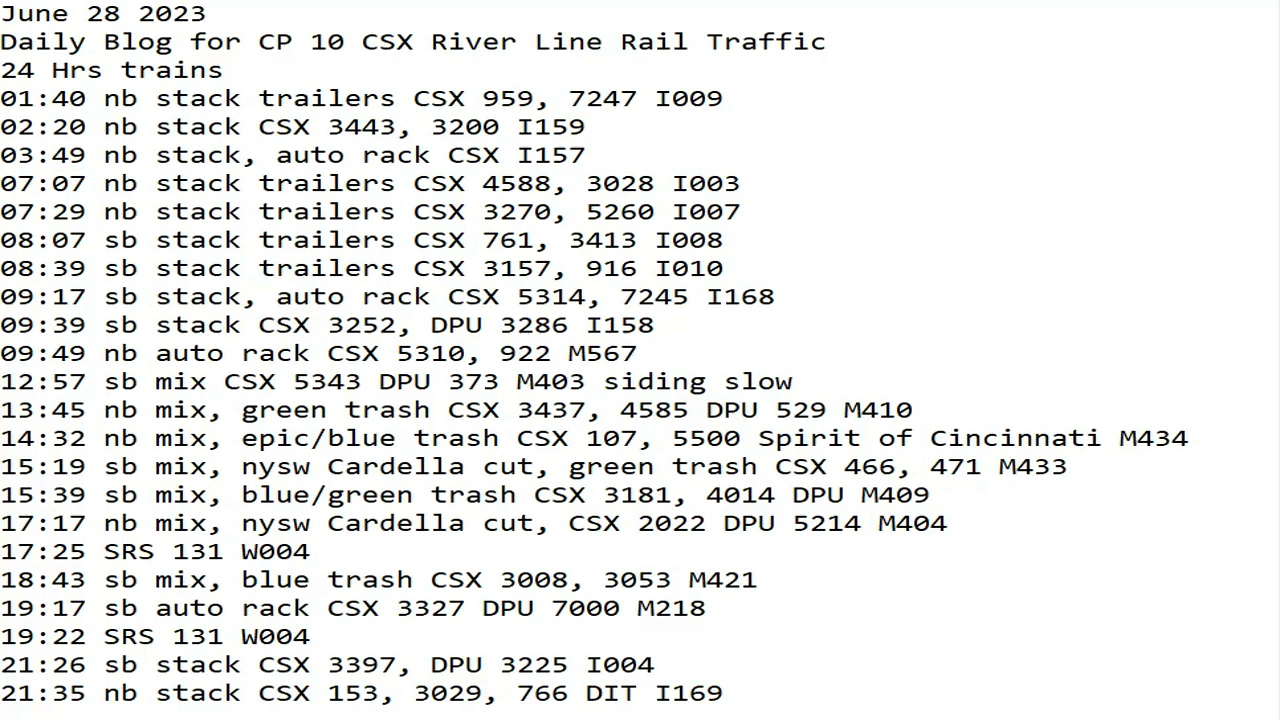 June 28 2023
Daily Blog for CP 10 CSX River Line Rail Traffic
24 Hrs trains
01:40 nb stack trailers CSX 959, 7247 I009
02:20 nb stack CSX 3443, 3200 I159
03:49 nb stack, auto rack CSX I157
07:07 nb stack trailers CSX 4588, 3028 I003
07:29 nb stack trailers CSX 3270, 5260 I007
08:07 sb stack trailers CSX 761, 3413 I008
08:39 sb stack trailers CSX 3157, 916 I010
09:17 sb stack, auto rack CSX 5314, 7245 I168
09:39 sb stack CSX 3252, DPU 3286 I158
09:49 nb auto rack CSX 5310, 922 M567
12:57 sb mix CSX 5343 DPU 373 M403 siding slow
13:45 nb mix, green trash CSX 3437, 4585 DPU 529 M410
14:32 nb mix, epic/blue trash CSX 107, 5500 Spirit of Cincinnati M434
15:19 sb mix, nysw Cardella cut, green trash CSX 466, 471 M433
15:39 sb mix, blue/green trash CSX 3181, 4014 DPU M409
17:17 nb mix, nysw Cardella cut, CSX 2022 DPU 5214 M404
17:25 SRS 131 W004
18:43 sb mix, blue trash CSX 3008, 3053 M421
19:17 sb auto rack CSX 3327 DPU 7000 M218
19:22 SRS 131 W004
21:26 sb stack CSX 3397, DPU 3225 I004
21:35 nb stack CSX 153, 3029, 766 DIT I169